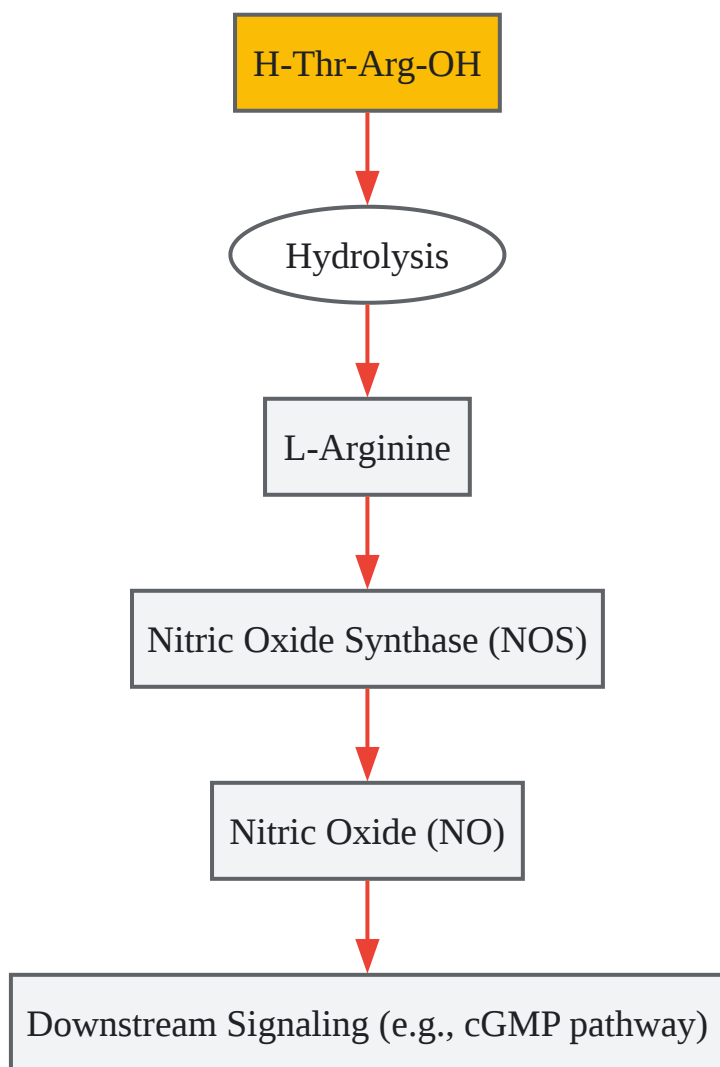 H-Thr-Arg-OH
Hydrolysis
L-Arginine
Nitric Oxide Synthase (NOS)
Nitric Oxide (NO)
Downstream Signaling (e.g., cGMP pathway)